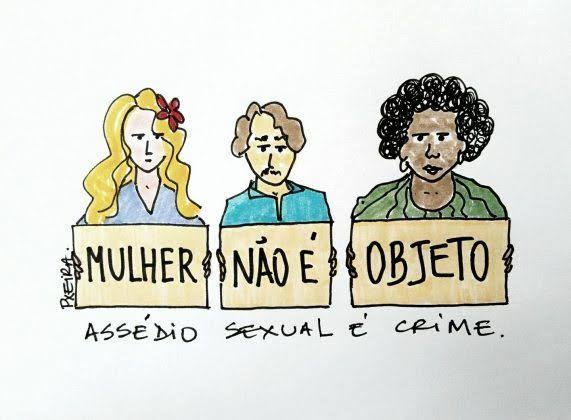 MULHER NÃO É OBJETO
ASSÉDIO SEXUAL É CRIME.